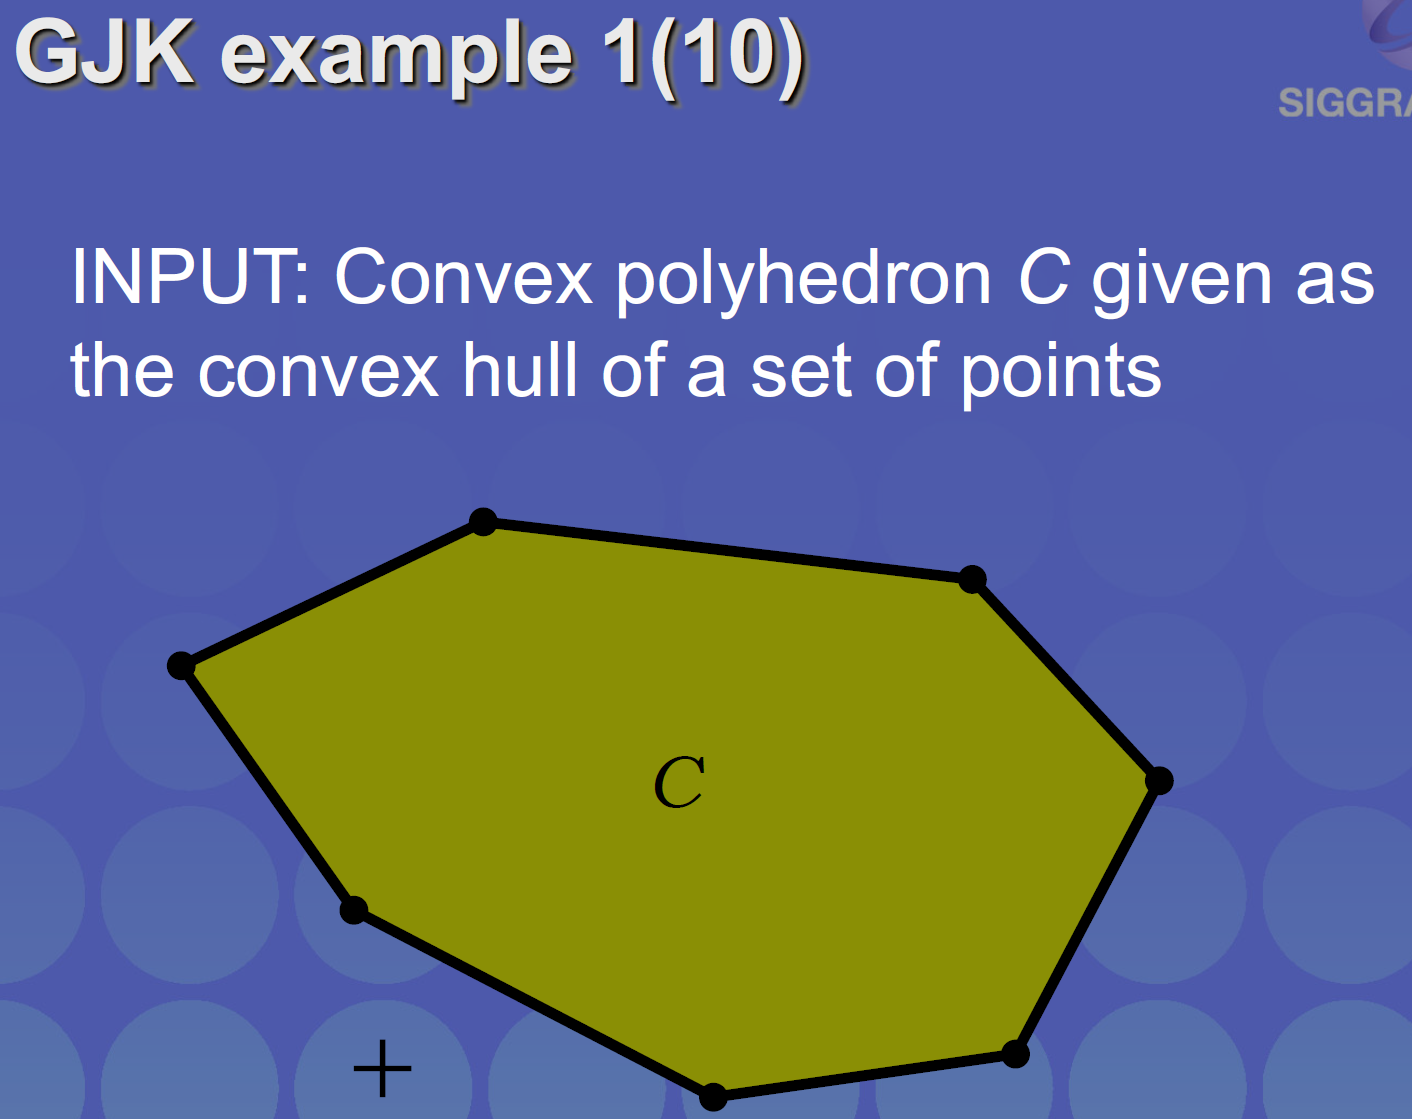 GJK example 1(10)
SIGGRA
INPUT: Convex polyhedron C given as
the convex hull of a set of points
C
+